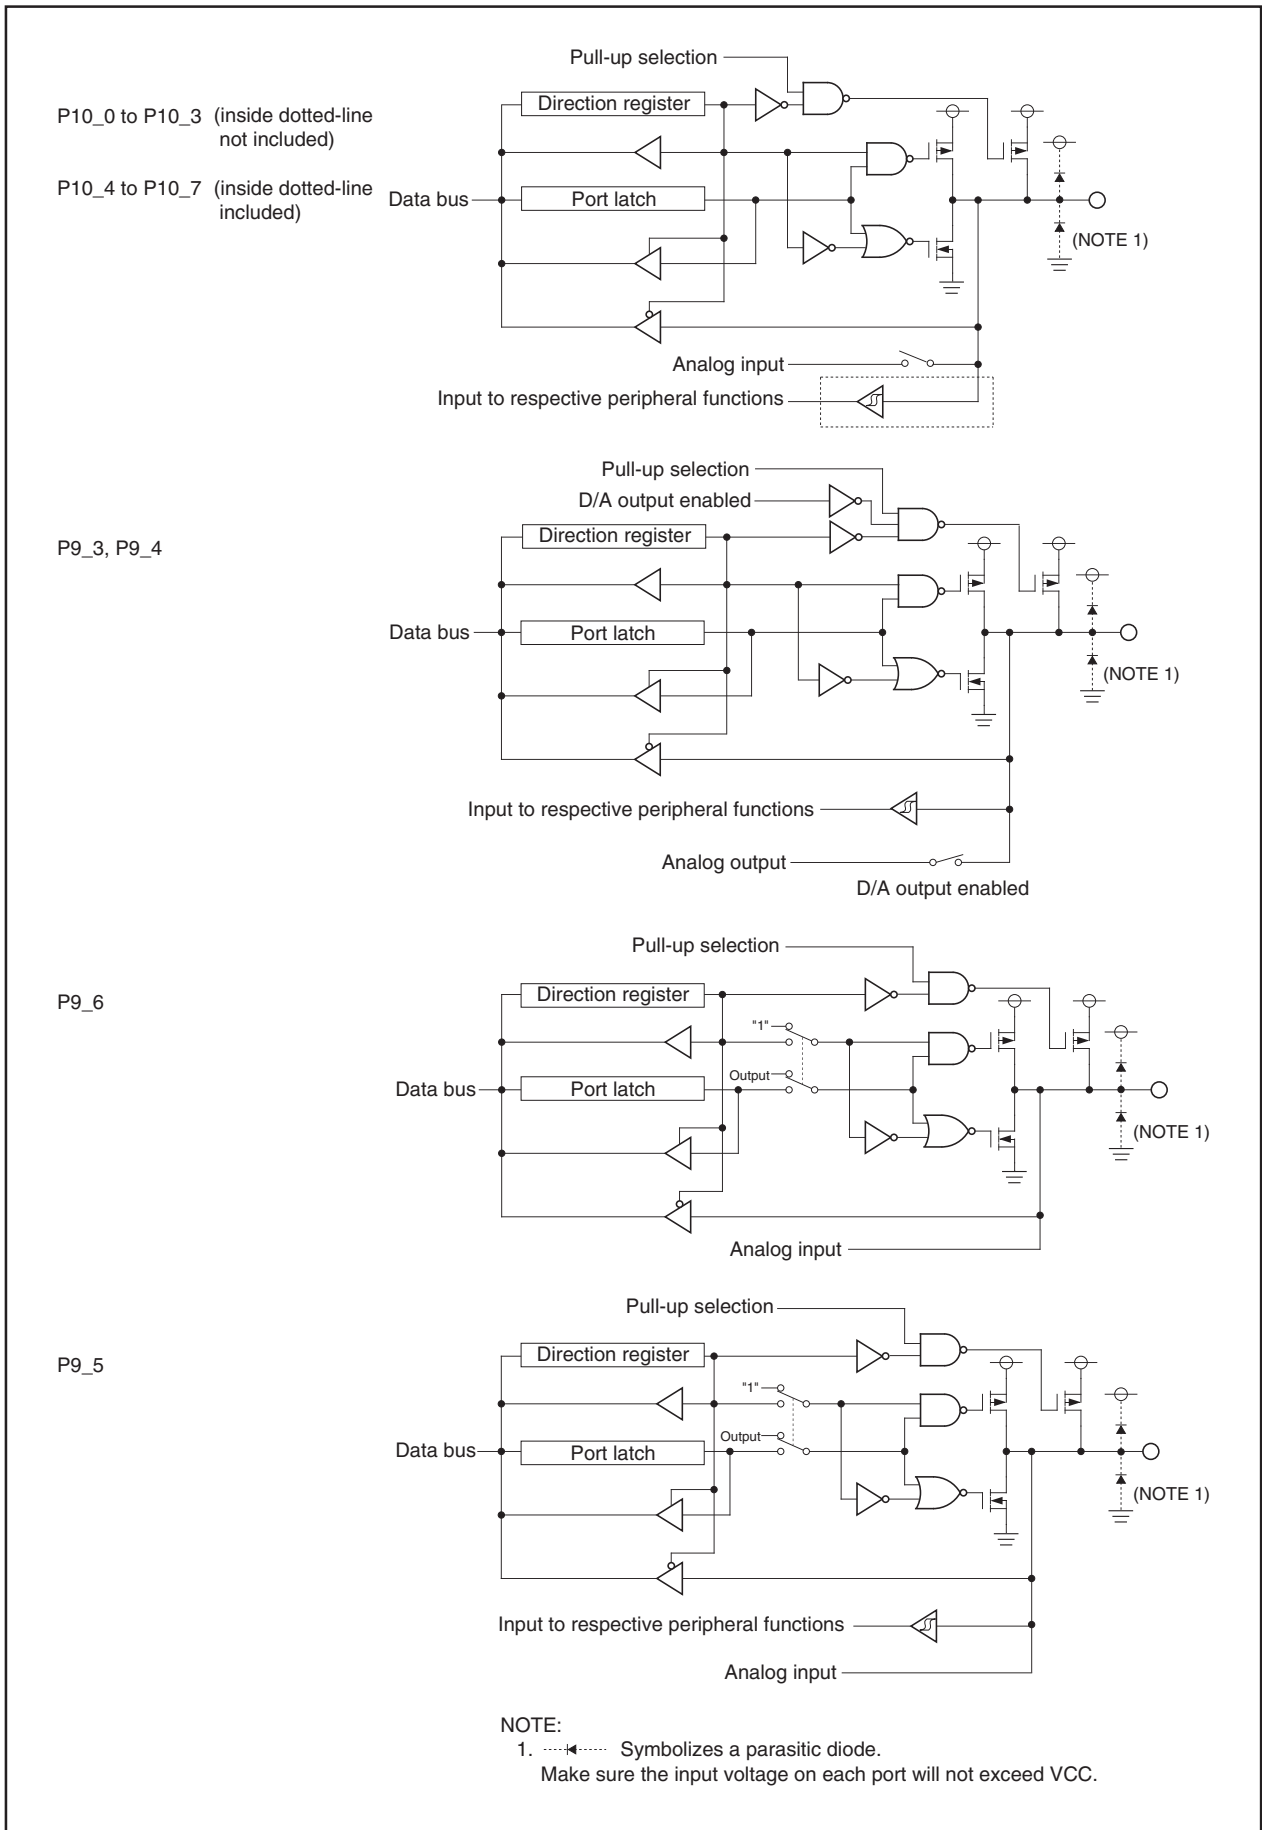 Pull-up selection
P10_0 to P10_3 (inside dotted-line
not included)
Direction register
P10_4 to P10_7 (inside dotted-line
included)
Data bus
Port latch
(NOTE 1)
Analog input
Input to respective peripheral functions
Pull-up selection
D/A output enabled
Direction register
P9_3, P9_4
Data bus
Port latch
(NOTE 1)
Input to respective peripheral functions
Analog output
D/A output enabled
Pull-up selection
P9_6
Direction register
"1"
Output
Data bus
Port latch
(NOTE 1)
Analog input
Pull-up selection
P9_5
Direction register
"1"
Output
Data bus
Port latch
(NOTE 1)
Input to respective peripheral functions
Analog input
NOTE:
1. Symbolizes a parasitic diode.
Make sure the input voltage on each port will not exceed VCC.